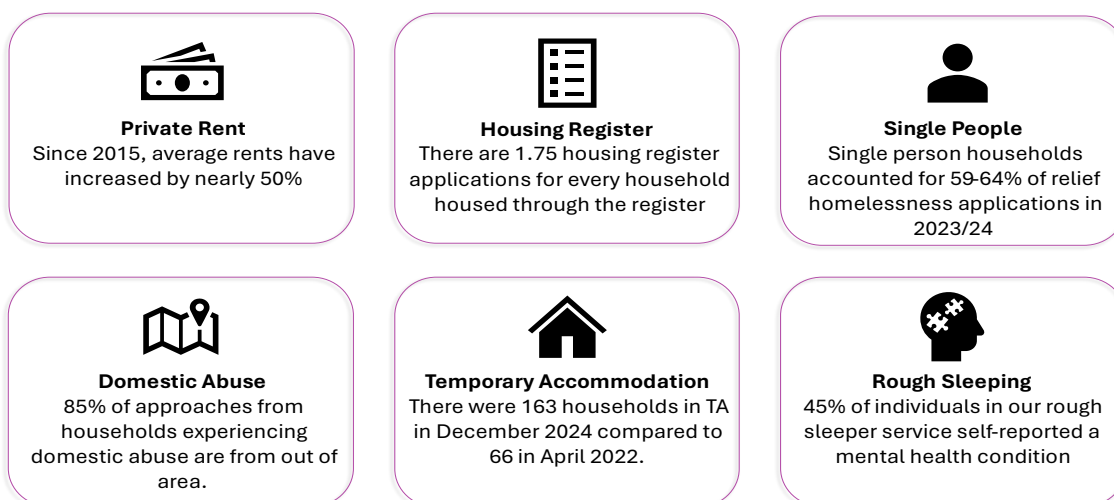 Private Rent
Since 2015, average rents have
increased by nearly 50%
Housing Register
There are 1.75 housing register
applications for every household
housed through the register
Single People
Single person households
accounted for 59-64% of relief
homelessness applications in
2023/24
Domestic Abuse
85% of approaches from
households experiencing
domestic abuse are from out of
area.
Temporary Accommodation
There were 163 households in TA
in December 2024 compared to
66 in April 2022.
Rough Sleeping
45% of individuals in our rough
sleeper service self-reported a
mental health condition